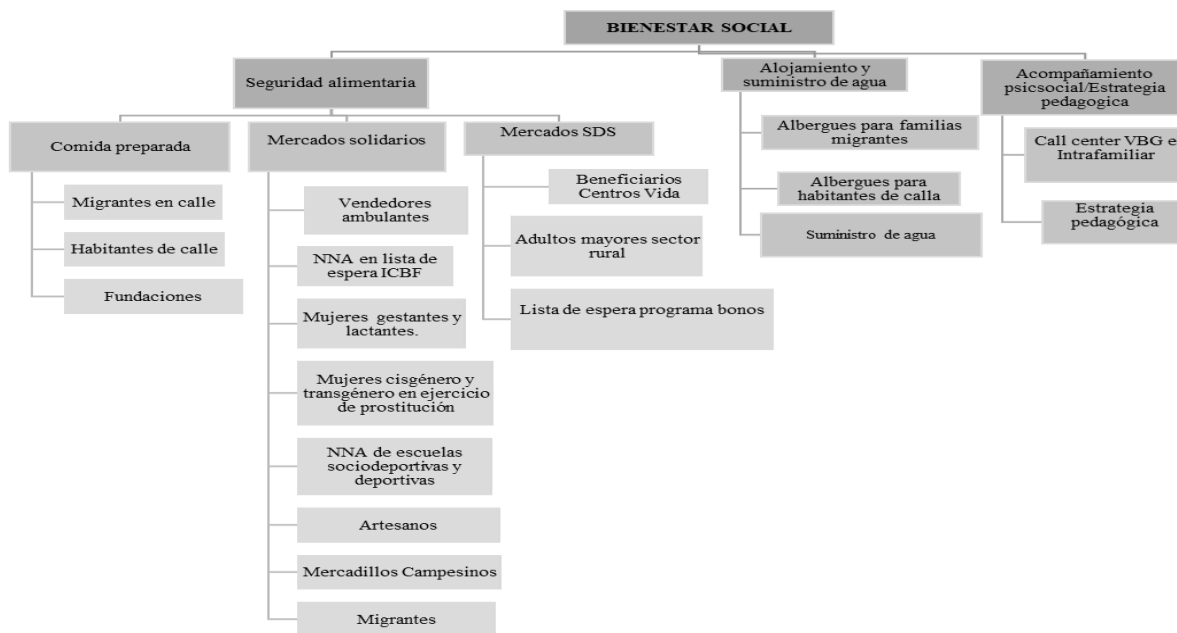 BIENESTAR SOCIAL
Seguridad alimentaria
Comida preparada
Migrantes en calle
Habitantes de calle
Fundaciones
Mercados solidarios
Vendedores
ambulantes
NNA en lista de
espera ICBF
Mujeres gestantes y
lactantes.
Mujeres cisgénero y
transgénero en ejercicio
de prostitución
NNA de escuelas
sociodeportivas y
deportivas
Artesanos
Mercadillos Campesinos
Migrantes
Mercados SDS
Beneficiarios
Centros Vida
Adultos mayores sector
rural
Lista de espera programa bonos
Alojamiento y
suministro de agua
Albergues para familias
migrantes
Albergues para
habitantes de calla
Suministro de agua
Acompañamiento
psicsocial/Estrategia
pedagogica
Call center VBG e
Intrafamiliar
Estrategia
pedagógica